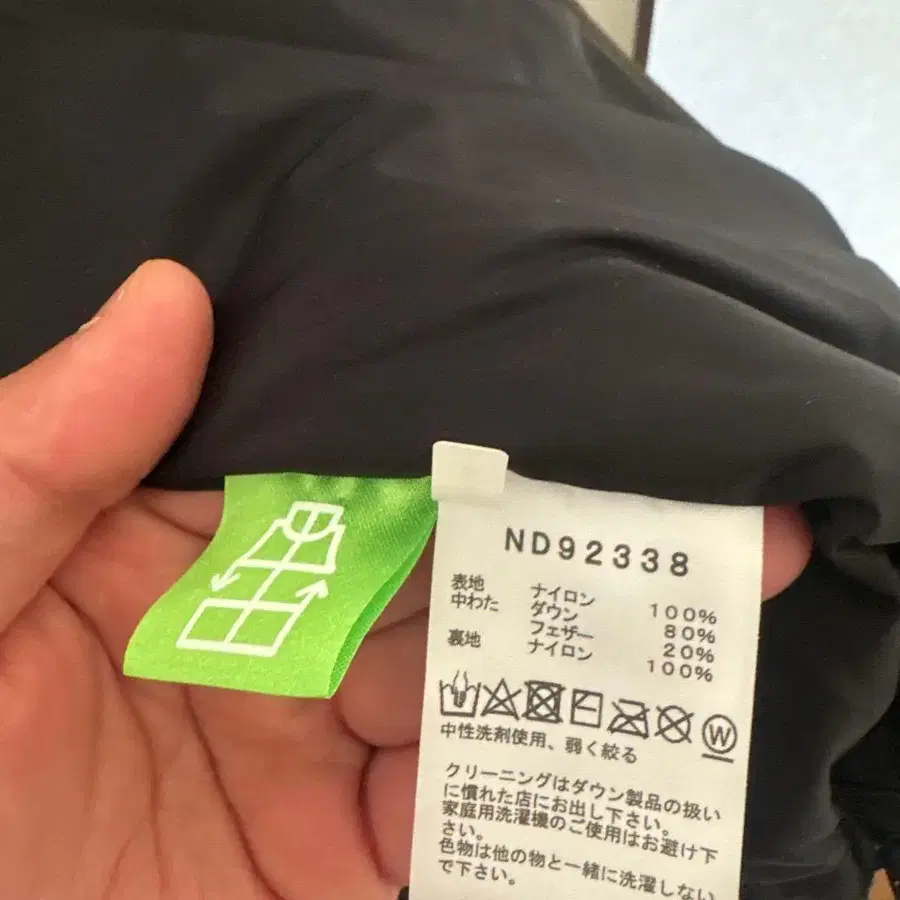 ND92338
表地 ナイロン 100%
中わた ダウン 80%
フェザー 20%
裏地 ナイロン 100%
W
中性洗剤使用、弱く絞る
クリーニングはダウン製品の扱い
に慣れた店にお出し下さい。
家庭用洗濯機のご使用はお避け下
さい。
色物は他の物と一緒に洗濯しない
で下さい。